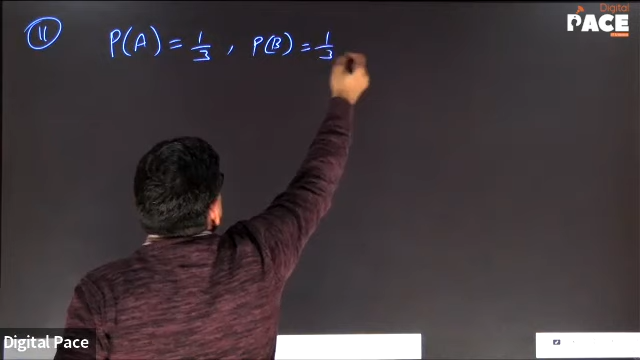 Digital
PACE
11 P(A) = 1/3 , P(B) = 1/3
Digital Pace